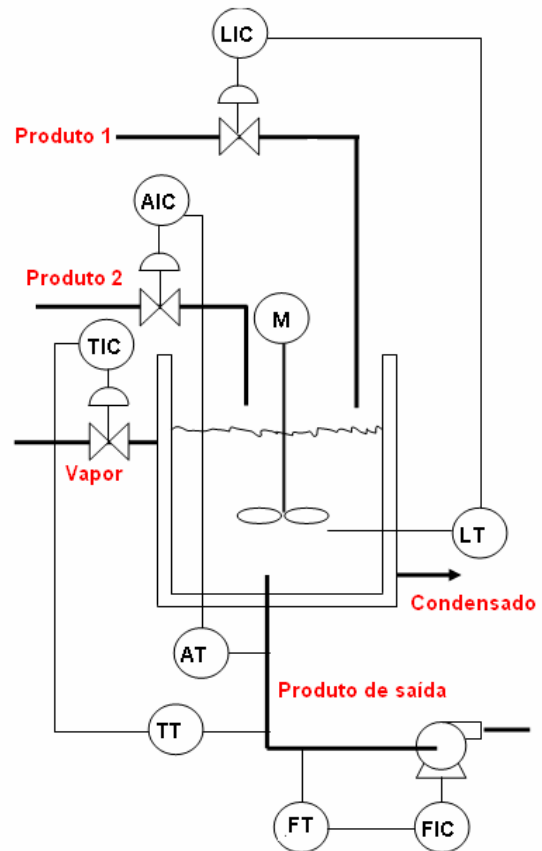 LIC
Produto 1
AIC
Produto 2
M
TIC
Vapor
LT
Condensado
AT
Produto de saída
TT
FT
FIC